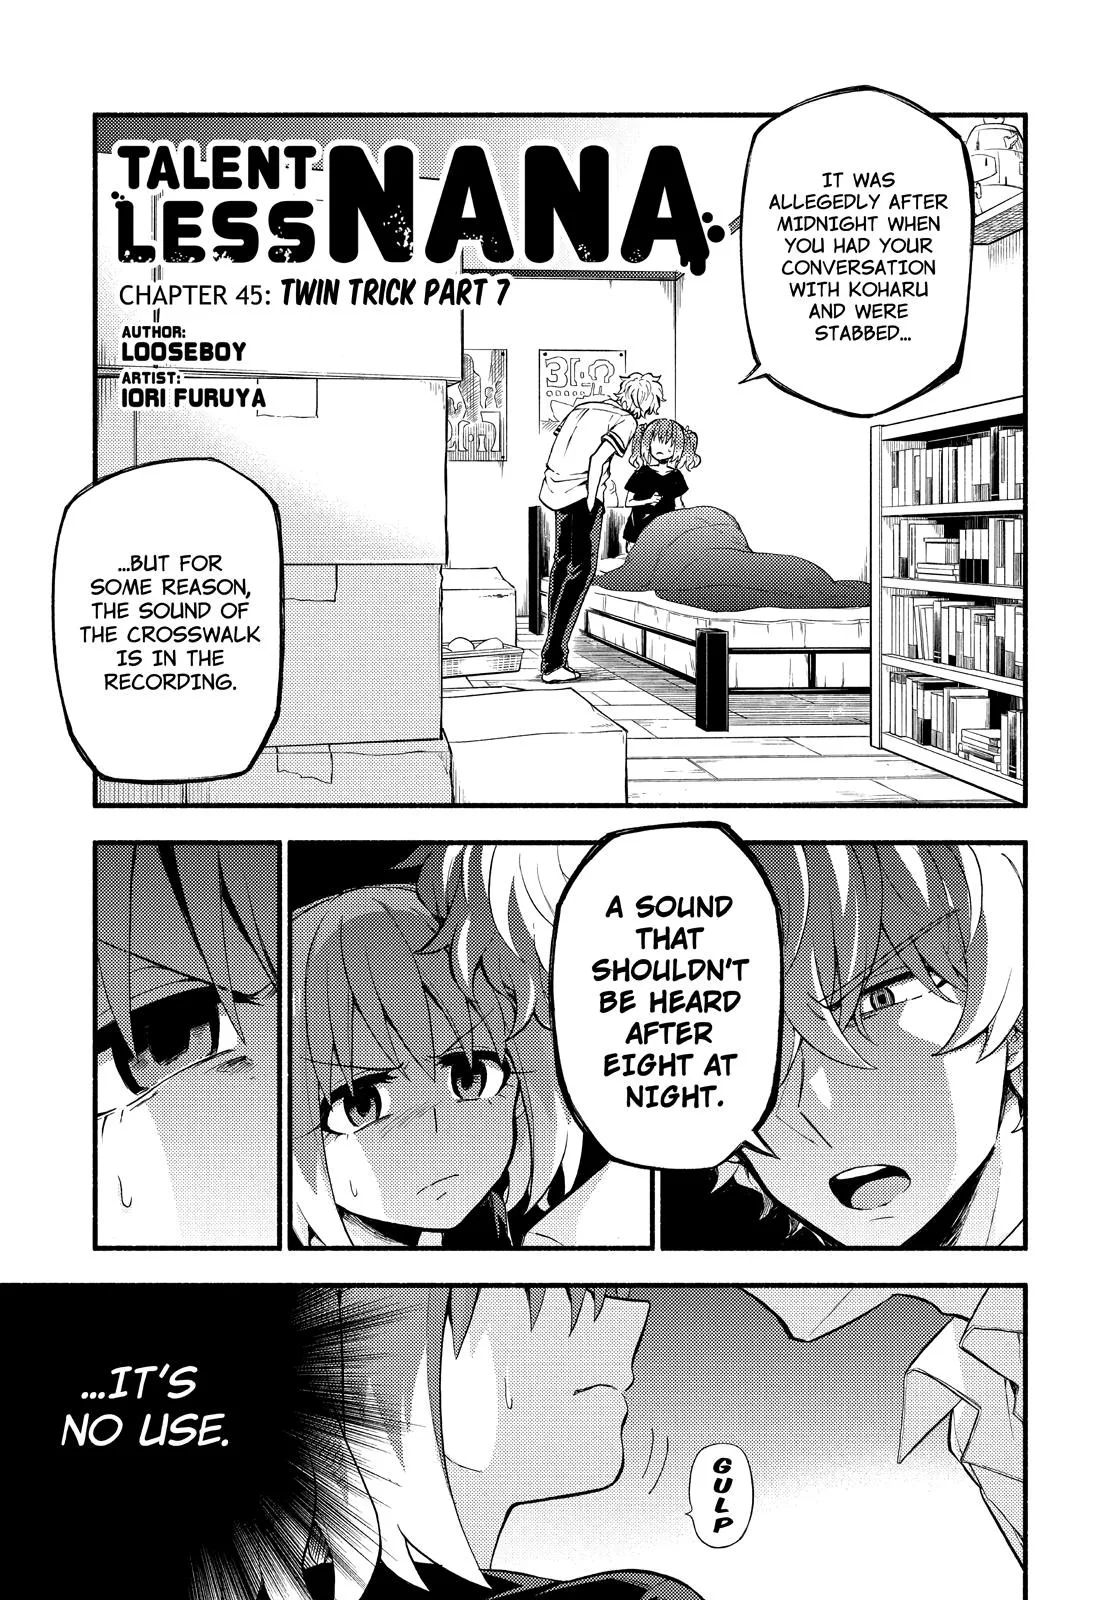 TALENT
LESS NANA
CHAPTER 45: TWIN TRICK PART 7
AUTHOR:
LOOSEBOY
ARTIST:
IORI FURUYA
IT WAS
ALLEGEDLY AFTER
MIDNIGHT WHEN
YOU HAD YOUR
CONVERSATION
WITH KOHARU
AND WERE
STABBED...
...BUT FOR
SOME REASON,
THE SOUND OF
THE CROSSWALK
IS IN THE
RECORDING.
A SOUND
THAT
SHOULDN'T
BE HEARD
AFTER
EIGHT AT
NIGHT.
...IT'S
NO USE.
GULP